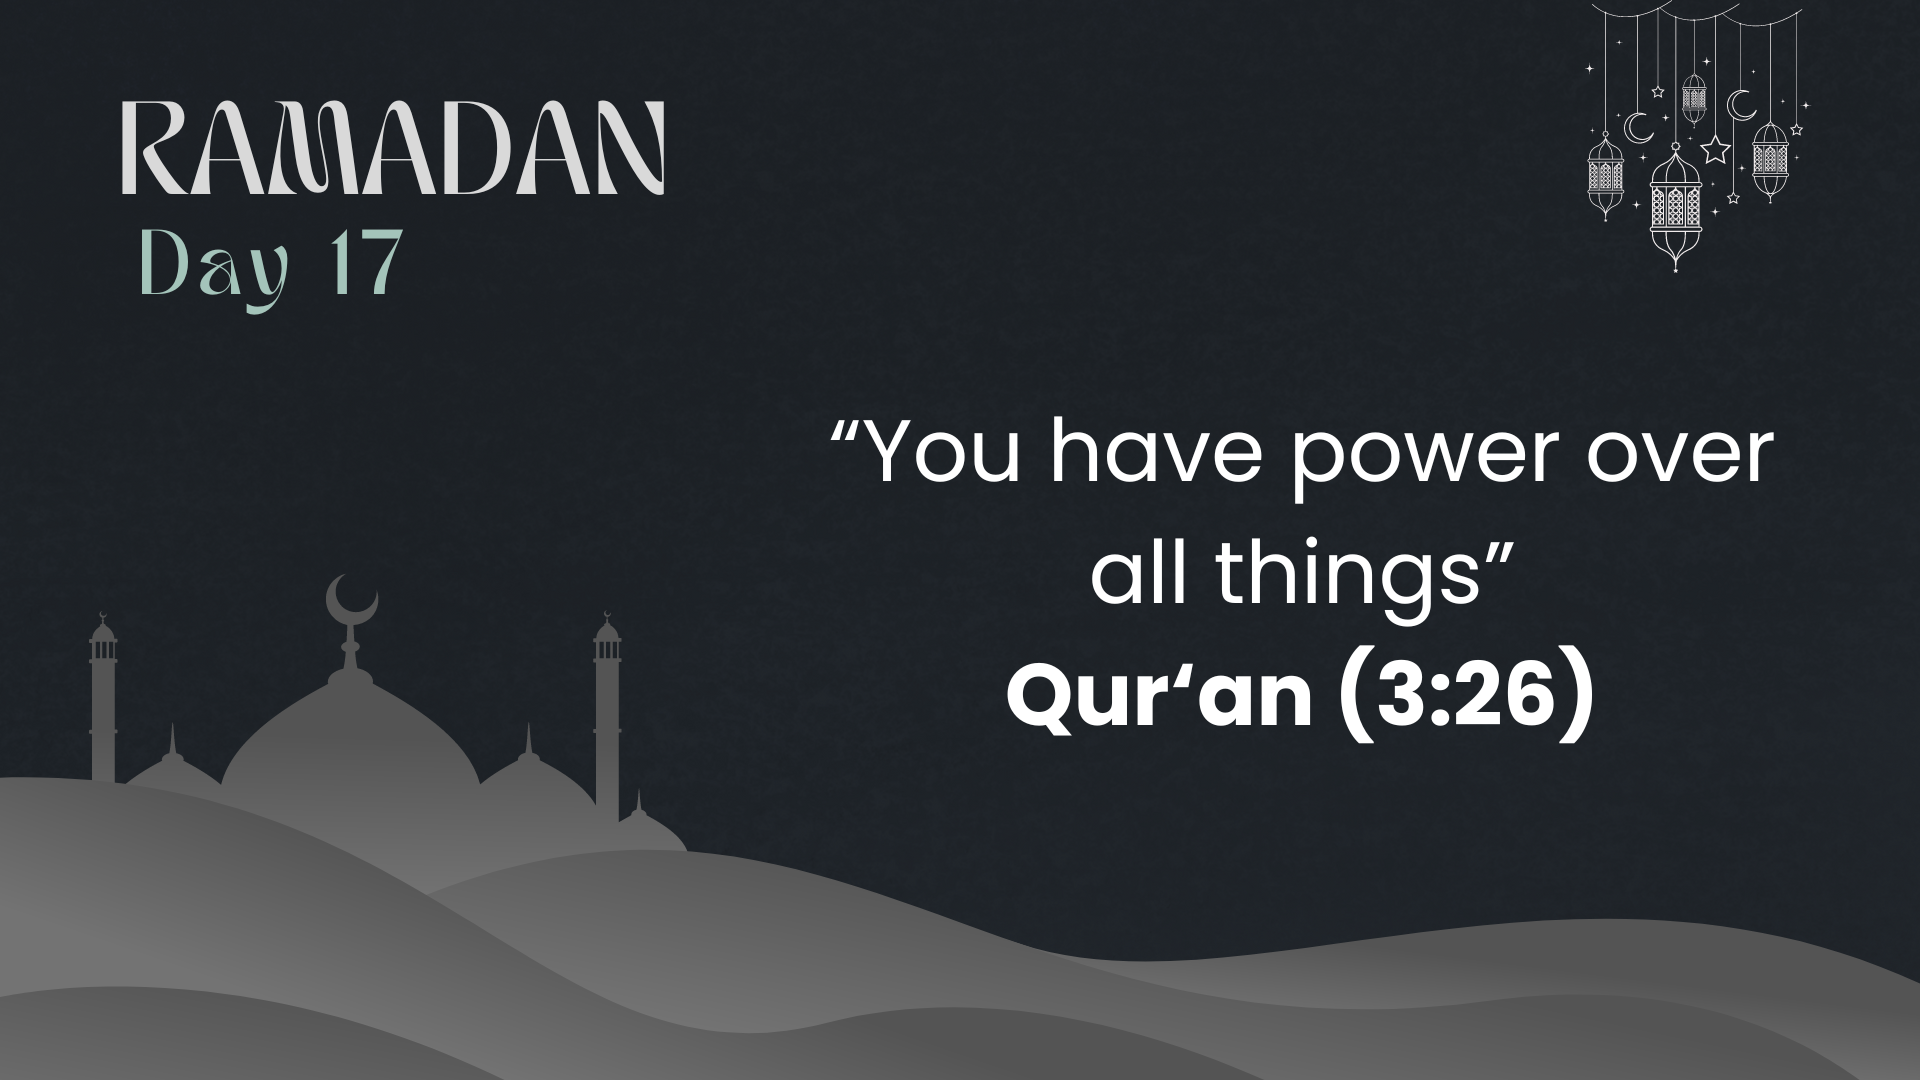 RAMADAN
Day 17
“You have power over
all things”
Qur‘an (3:26)